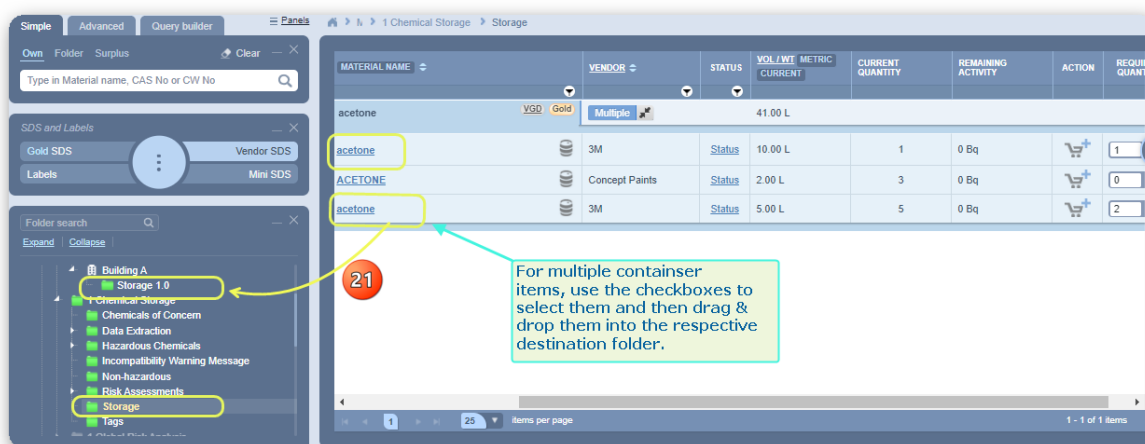 Simple
Advanced
Query builder
Panels
1 Chemical Storage
Storage
Own
Folder
Surplus
Clear
Type in Material name, CAS No or CW No
SDS and Labels
Gold SDS
Vendor SDS
Labels
Mini SDS
Folder search
Expand
Collapse
Building A
Storage 1.0
1 Chemical Storage
Chemicals of Concern
Data Extraction
Hazardous Chemicals
Incompatibility Warning Message
Non-hazardous
Risk Assessments
Storage
Tags
MATERIAL NAME
VENDOR
STATUS
VOL / WT METRIC
CURRENT
CURRENT
QUANTITY
REMAINING
ACTIVITY
ACTION
acetone
VGD
Gold
Multiple
41.00 L
acetone
3M
Status
10.00 L
1
0 Bq
1
ACETONE
Concept Paints
Status
2.00 L
3
0 Bq
0
acetone
3M
Status
5.00 L
5
0 Bq
2
21
For multiple containser
items, use the checkboxes to
select them and then drag &
drop them into the respective
destination folder.
1
25
items per page
1 - 1 of 1 items